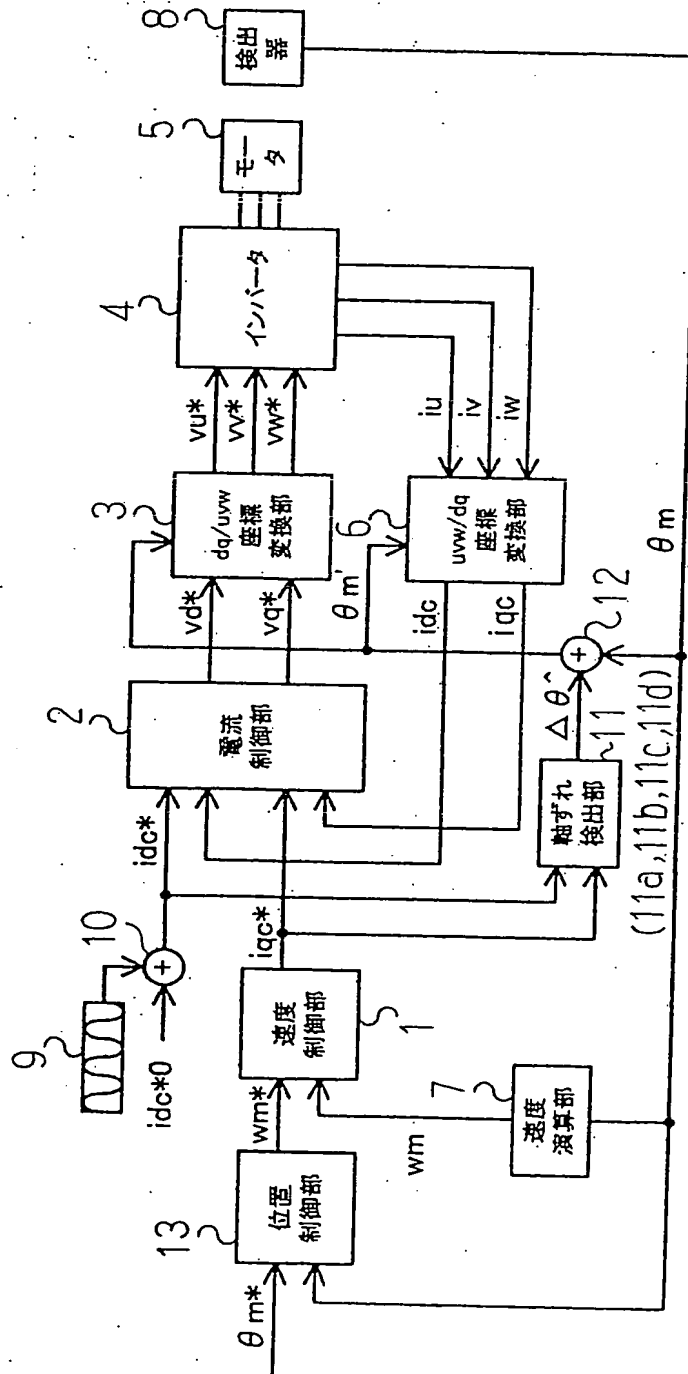 9
idc*0
10
+
idc*
iqc*
2
電流
制御部
vd*
vq*
3
dq/uvw
座標
変換部
vu*
vv*
vw*
4
インバータ
5
モー
タ
8
検出
器
θm*
13
位置
制御部
wm*
1
速度
制御部
wm
7
速度
演算部
idc
iqc
6
uvw/dq
座標
変換部
iu
iv
iw
θm'
11
軸ずれ
検出部
(11a,11b,11c,11d)
Δθ^
12
+
θm